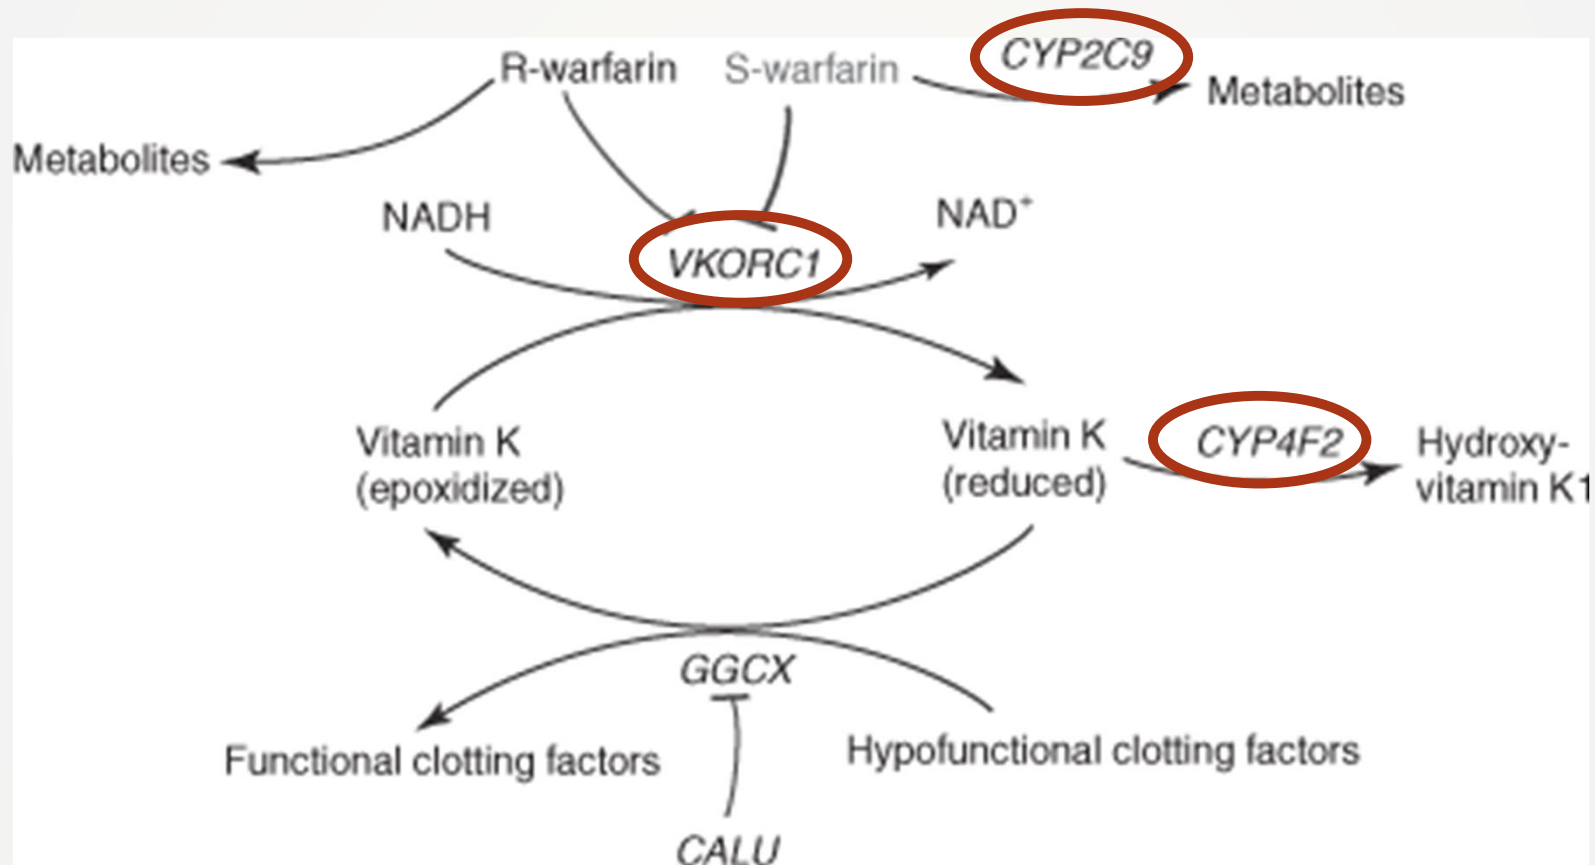 CYP2C9
R-warfarin
S-warfarin
Metabolites
Metabolites
NADH
NAD⁺
VKORC1
Vitamin K
(epoxidized)
Vitamin K
(reduced)
CYP4F2
Hydroxy-
vitamin K1
GGCX
Functional clotting factors
Hypofunctional clotting factors
CALU